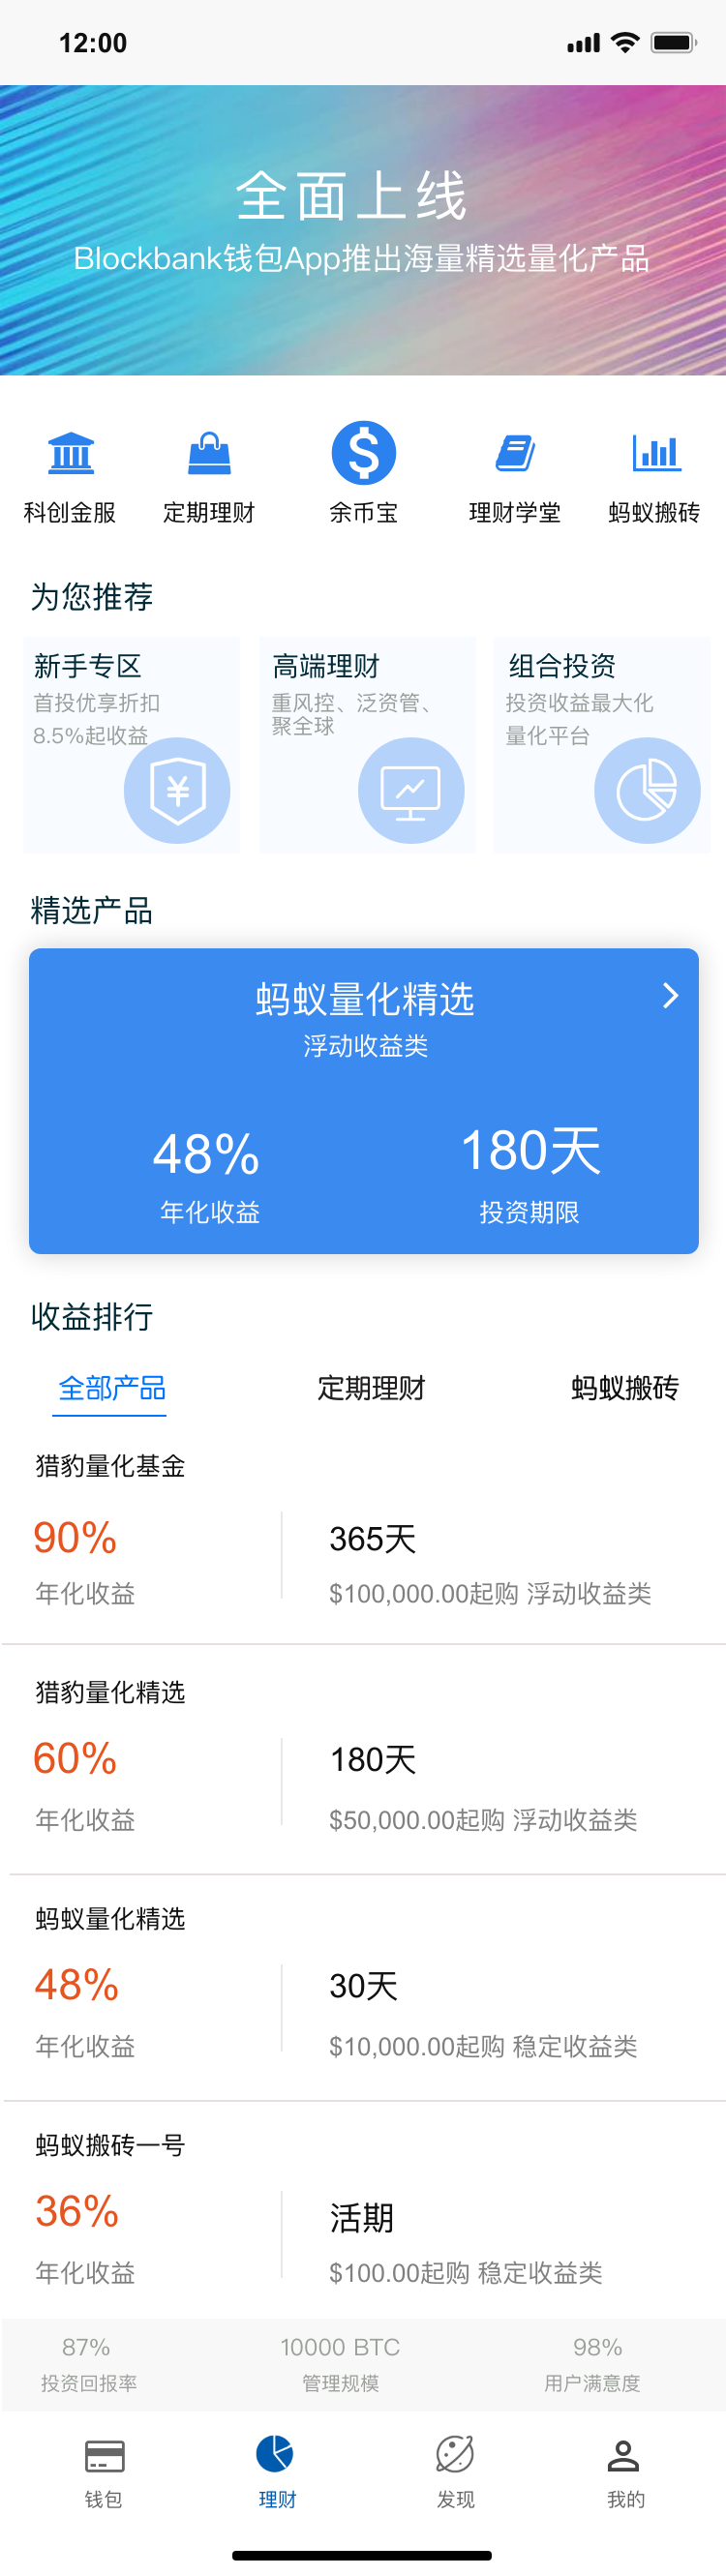 12:00
全面上线
Blockbank钱包App推出海量精选量化产品
科创金服 定期理财 余币宝 理财学堂 蚂蚁搬砖
为您推荐
新手专区 高端理财 组合投资
首投优享折扣 重风控、泛资管、 投资收益最大化
8.5%起收益 聚全球 量化平台
精选产品
蚂蚁量化精选
浮动收益类
48% 180天
年化收益 投资期限
收益排行
全部产品 定期理财 蚂蚁搬砖
猎豹量化基金
90% 365天
年化收益 $100,000.00起购 浮动收益类
猎豹量化精选
60% 180天
年化收益 $50,000.00起购 浮动收益类
蚂蚁量化精选
48% 30天
年化收益 $10,000.00起购 稳定收益类
蚂蚁搬砖一号
36% 活期
年化收益 $100.00起购 稳定收益类
87% 10000 BTC 98%
投资回报率 管理规模 用户满意度
钱包 理财 发现 我的